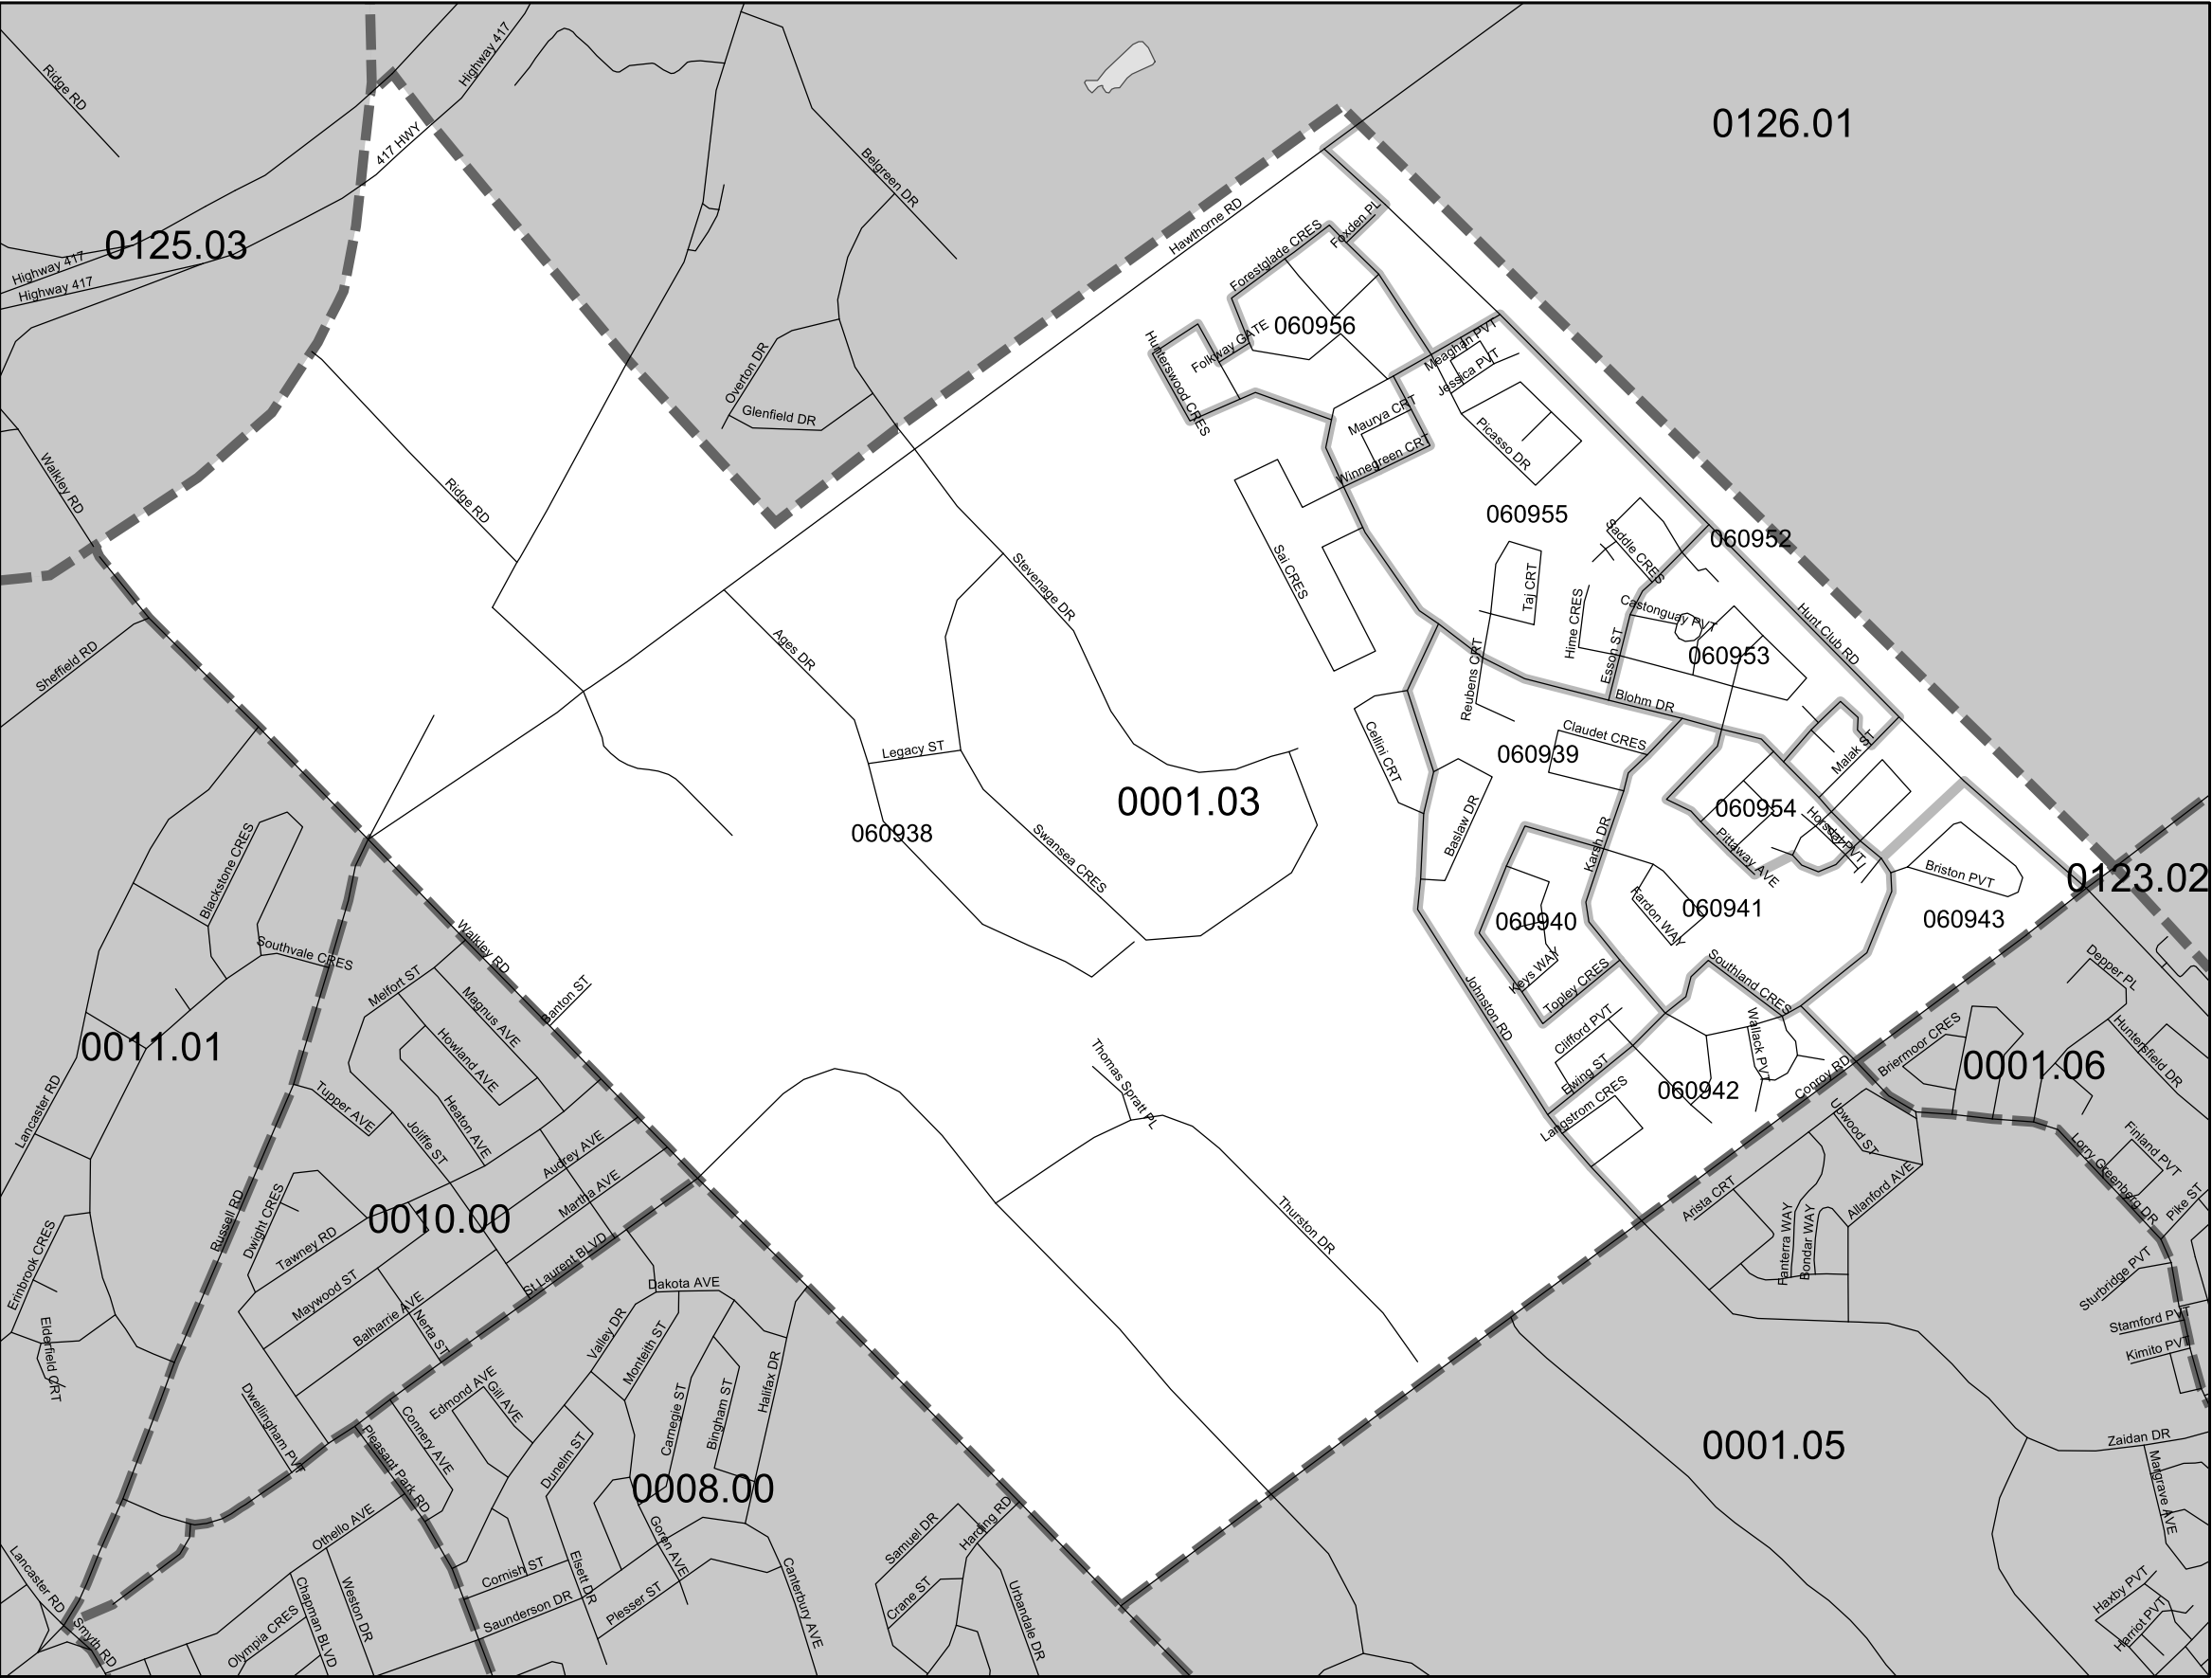 Ridge RD
Highway 417
417 HWY
0125.03
Highway 417
Highway 417
Belgreen DR
Hawthorne RD
0126.01
Forestglade CRES
Foxden PL
060956
Folkway GATE
Hunterswood CRES
Meaghan PVT
Jessica PVT
Overton DR
Glenfield DR
Maurya CRT
Picasso DR
Winnegreen CRT
Walkley RD
Ridge RD
060955
060952
Saddle CRES
Sai CRES
Stevenage DR
Taj CRT
Hime CRES
Castonguay PVT
Hunt Club RD
Sheffield RD
Ages DR
Reubens CRT
Esson ST
060953
Blohm DR
Claudet CRES
Cellini CRT
060939
Malak ST
Legacy ST
0001.03
060938
Swansea CRES
Baslaw DR
Karsh DR
060954
Horsdal PVT
Pittaway AVE
Briston PVT
0123.02
Blackstone CRES
Southvale CRES
Walkley RD
060940
Fardon WAY
060941
060943
Keys WAY
Topley CRES
Southland CRES
Depper PL
Melfort ST
Magnus AVE
Banton ST
Johnston RD
0011.01
Howland AVE
Thomas Spratt PL
Clifford PVT
Wallack PVT
Briermoor CRES
0001.06
Huntersfield DR
Lancaster RD
Tupper AVE
Heaton AVE
Joliffe ST
Ewing ST
Langstrom CRES
060942
Conroy RD
Upwood ST
Audrey AVE
Martha AVE
Lorry Greenberg DR
Finland PVT
Pike ST
Russell RD
Dwight CRES
0010.00
Tawney RD
Thurston DR
Arista CRT
Fanterra WAY
Bondar WAY
Allanford AVE
Erinbrook CRES
Elderfield CRT
Maywood ST
Balharrie AVE
Nerta ST
St Laurent BLVD
Dakota AVE
Valley DR
Monteith ST
Sturbridge PVT
Stamford PVT
Kimito PVT
Dwellingham PVT
Edmond AVE
Gill AVE
Connery AVE
Pleasant Park RD
Carnegie ST
Bingham ST
Halifax DR
0001.05
Zaidan DR
Margrave AVE
Dunelm ST
0008.00
Othello AVE
Goren AVE
Samuel DR
Harding RD
Lancaster RD
Smyth RD
Cornish ST
Elsett DR
Saunderson DR
Plesser ST
Canterbury AVE
Crane ST
Urbandale DR
Olympia CRES
Chapman BLVD
Weston DR
Haxby PVT
Harriot PVT